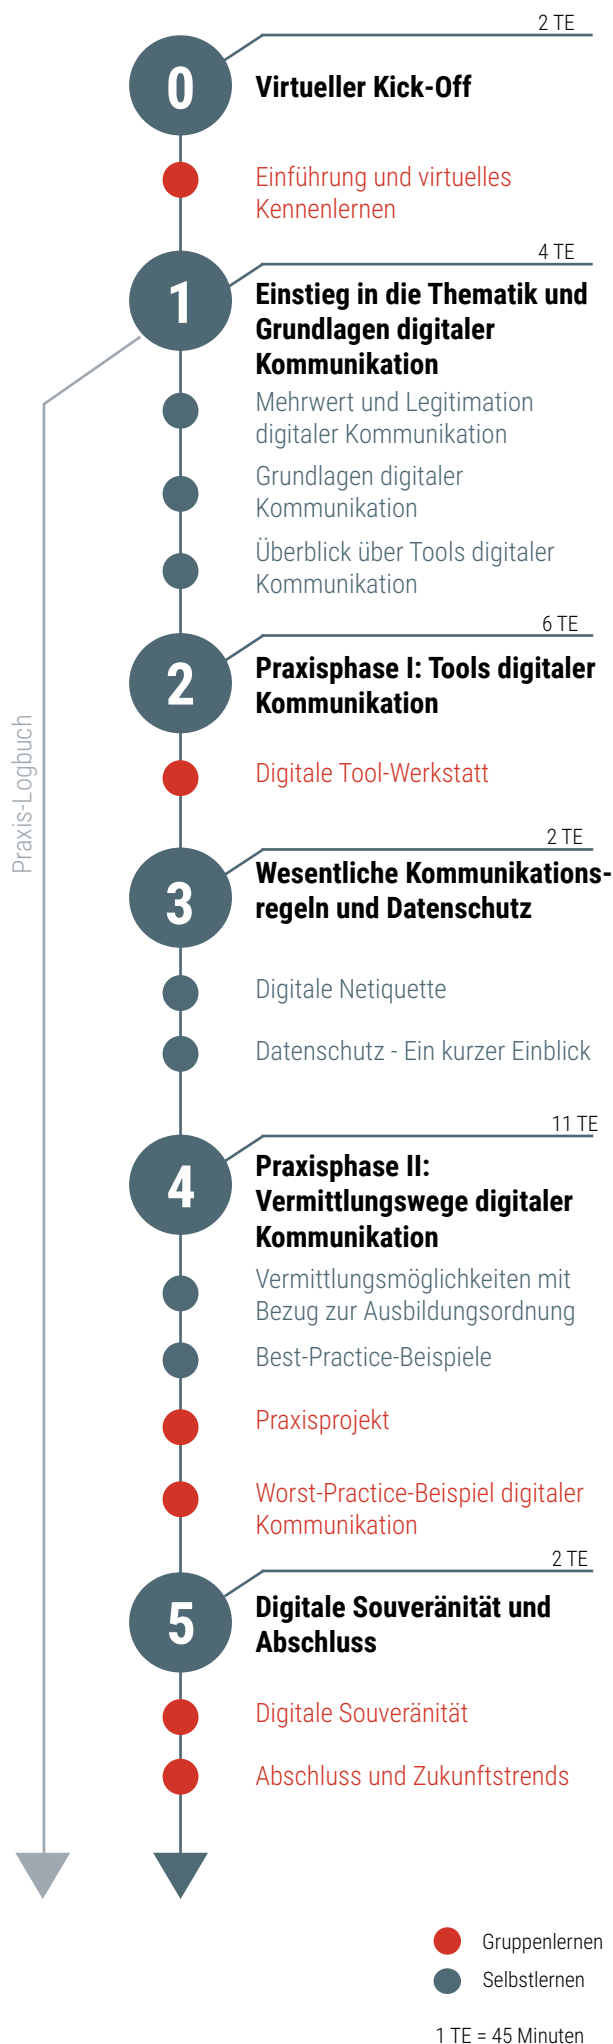 2 TE
0
Virtueller Kick-Off
Einführung und virtuelles
Kennenlernen
4 TE
1
Einstieg in die Thematik und
Grundlagen digitaler
Kommunikation
Mehrwert und Legitimation
digitaler Kommunikation
Grundlagen digitaler
Kommunikation
Überblick über Tools digitaler
Kommunikation
6 TE
2
Praxisphase I: Tools digitaler
Kommunikation
Praxis-Logbuch
Digitale Tool-Werkstatt
2 TE
3
Wesentliche Kommunikations-
regeln und Datenschutz
Digitale Netiquette
Datenschutz - Ein kurzer Einblick
11 TE
4
Praxisphase II:
Vermittlungswege digitaler
Kommunikation
Vermittlungsmöglichkeiten mit
Bezug zur Ausbildungsordnung
Best-Practice-Beispiele
Praxisprojekt
Worst-Practice-Beispiel digitaler
Kommunikation
2 TE
5
Digitale Souveränität und
Abschluss
Digitale Souveränität
Abschluss und Zukunftstrends
Gruppenlernen
Selbstlernen
1 TE = 45 Minuten